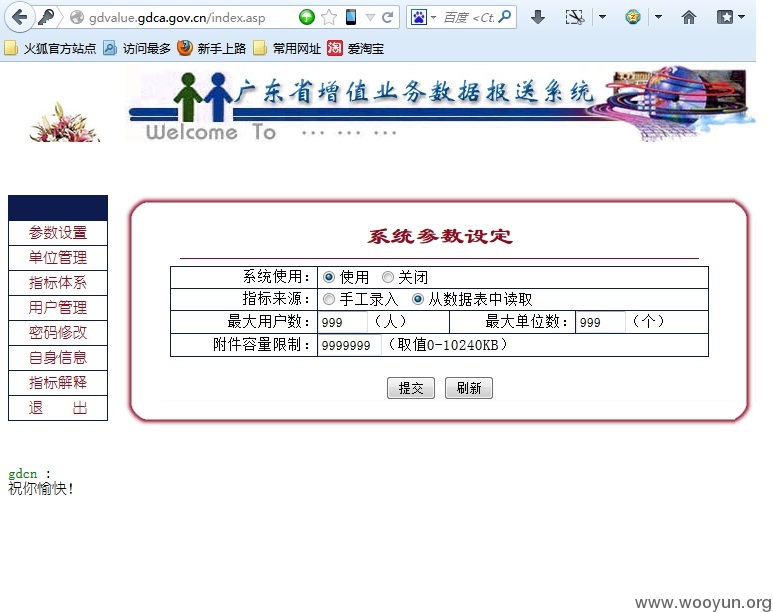 gdvalue.gdca.gov.cn/index.asp
百度 <Ct
火狐官方站点 访问最多 新手上路 常用网址 淘 爱淘宝
广东省增值业务数据报送系统
Welcome To ... ... ...
参数设置
单位管理
指标体系
用户管理
密码修改
自身信息
指标解释
退 出
系统参数设定
系统使用： 使用 关闭
指标来源： 手工录入 从数据表中读取
最大用户数： 999 （人） 最大单位数： 999 （个）
附件容量限制： 9999999 （取值0-10240KB）
提交 刷新
gdcn ：
祝你愉快!
www.wooyun.org